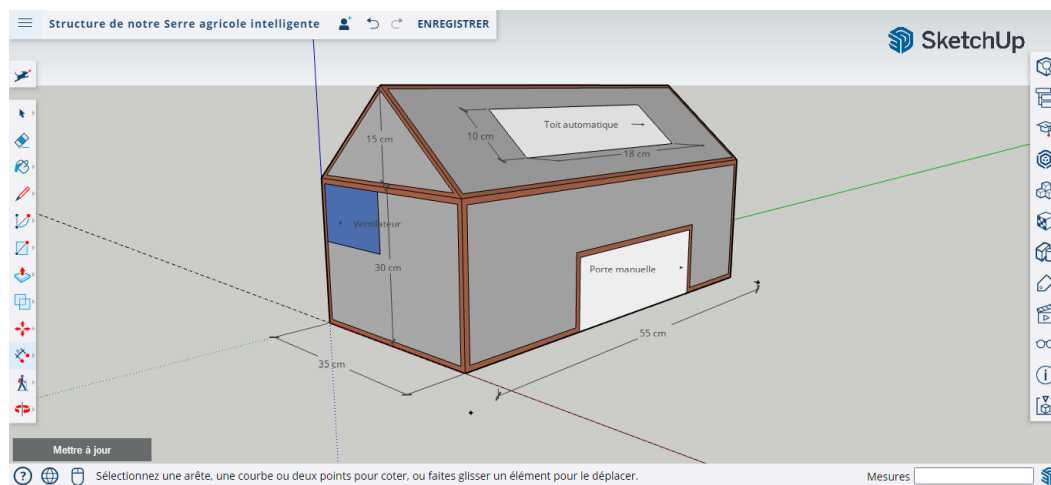 Structure de notre Serre agricole intelligente
ENREGISTRER
SketchUp
15 cm
10 cm
Toit automatique
18 cm
Ventilateur
30 cm
Porte manuelle
55 cm
35 cm
Mettre à jour
Sélectionnez une arête, une courbe ou deux points pour coter, ou faites glisser un élément pour le déplacer.
Mesures